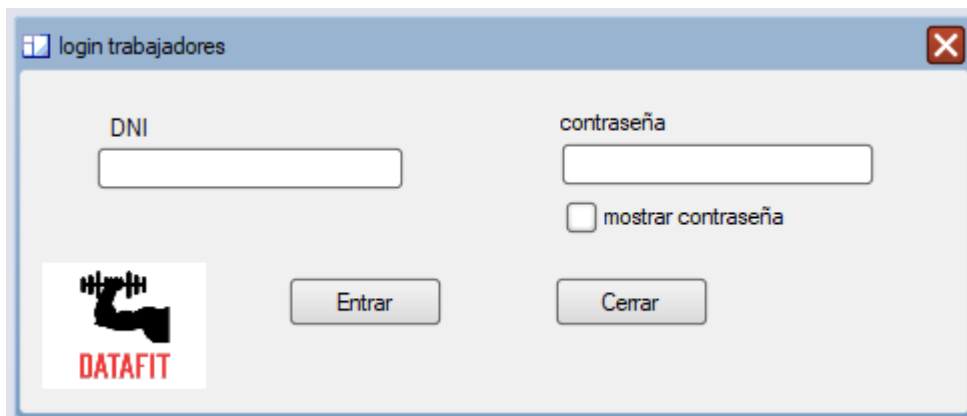 login trabajadores
DNI
contraseña
mostrar contraseña
Entrar
Cerrar
DATAFIT